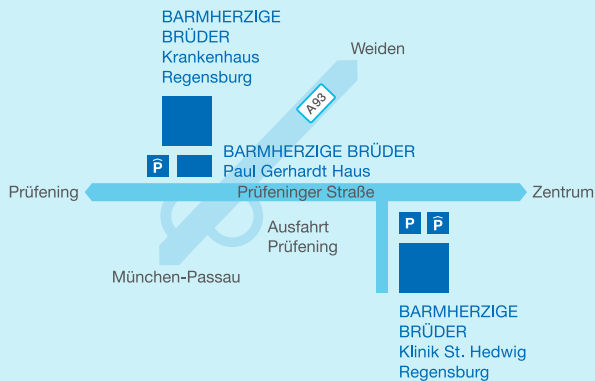 BARMHERZIGE
BRÜDER
Krankenhaus
Regensburg
Weiden
A93
P
BARMHERZIGE BRÜDER
Paul Gerhardt Haus
Prüfening
Prüfeninger Straße
Zentrum
Ausfahrt
Prüfening
P P
München-Passau
BARMHERZIGE
BRÜDER
Klinik St. Hedwig
Regensburg